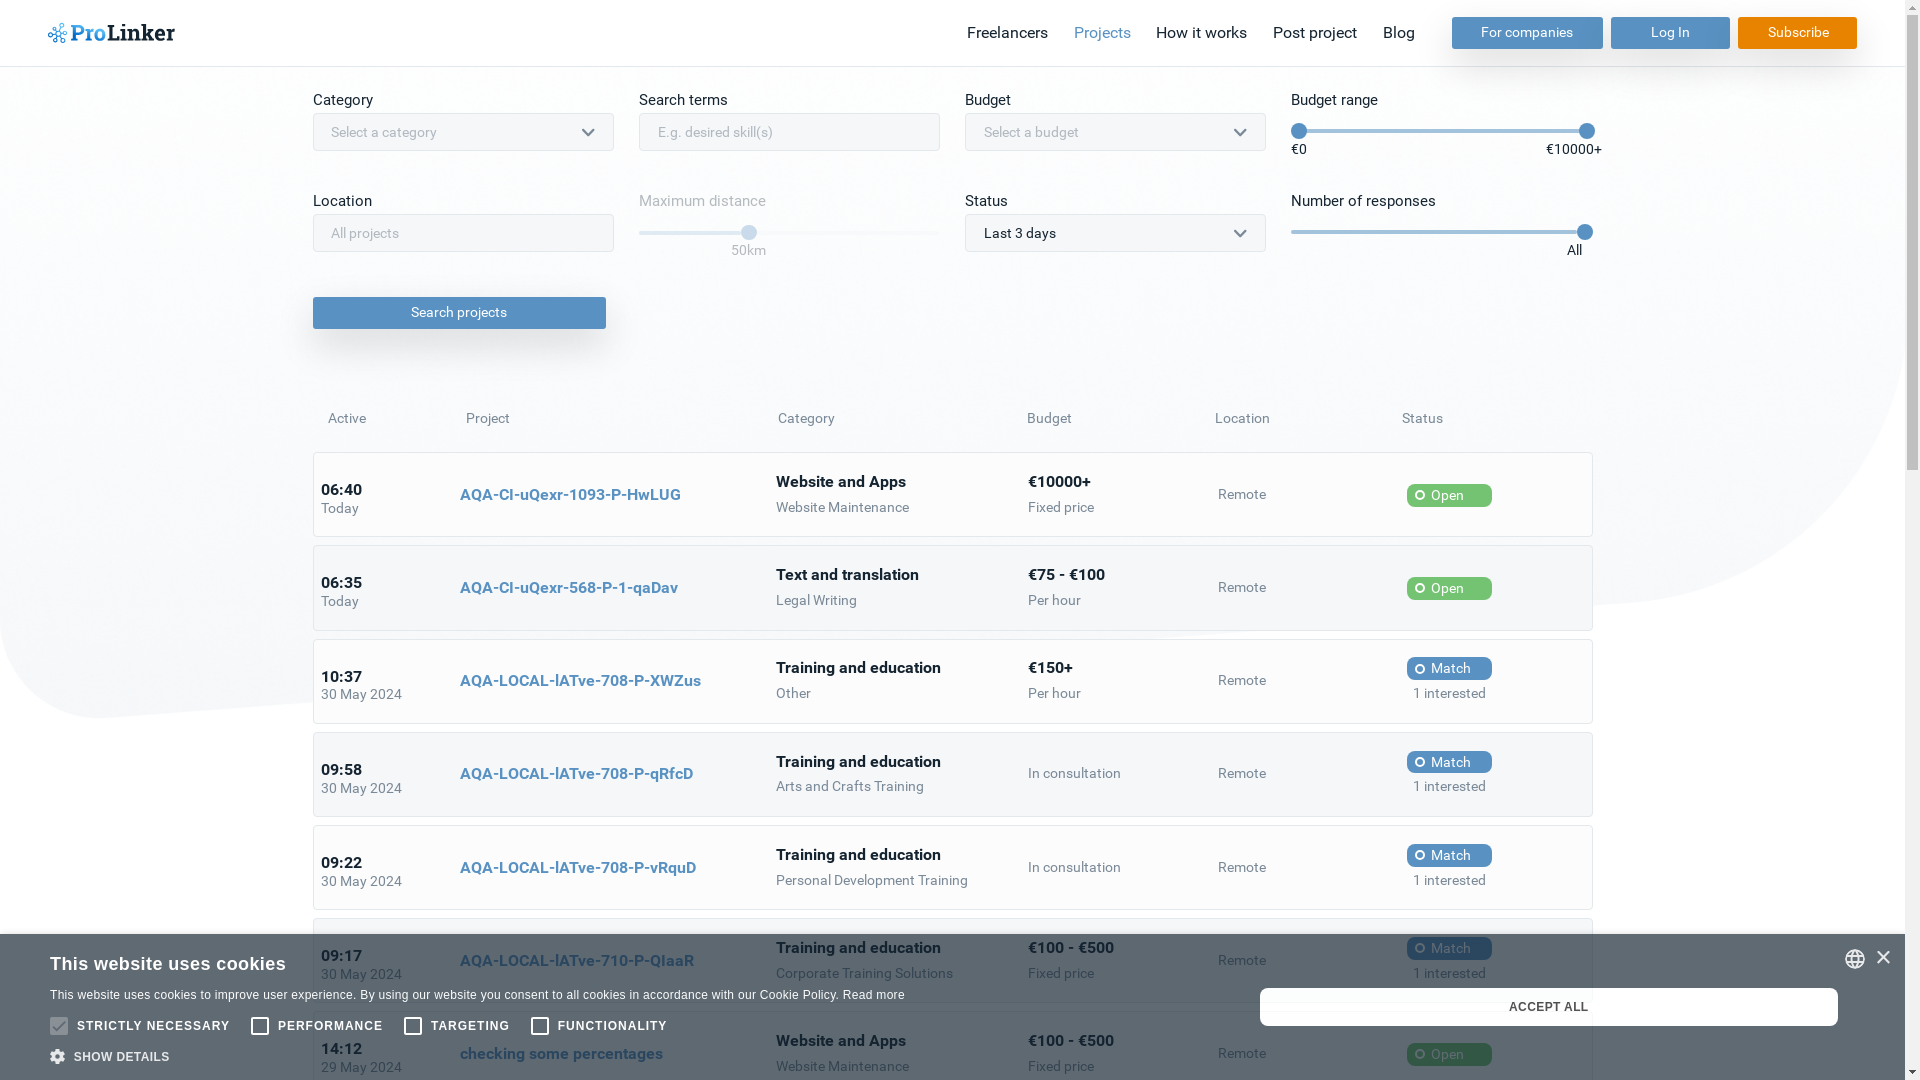 ProLinker
Freelancers Projects How it works Post project Blog For companies Log In Subscribe
Category Search terms Budget Budget range
Select a category E.g. desired skill(s) Select a budget
€0 €10000+
Location Maximum distance Status Number of responses
All projects Last 3 days
50km All
Search projects
Active Project Category Budget Location Status
06:40 AQA-CI-uQexr-1093-P-HwLUG Website and Apps €10000+ Remote Open
Today Website Maintenance Fixed price
06:35 AQA-CI-uQexr-568-P-1-qaDav Text and translation €75 - €100 Remote Open
Today Legal Writing Per hour
10:37 AQA-LOCAL-lATve-708-P-XWZus Training and education €150+ Remote Match
30 May 2024 Other Per hour 1 interested
09:58 AQA-LOCAL-lATve-708-P-qRfcD Training and education In consultation Remote Match
30 May 2024 Arts and Crafts Training 1 interested
09:22 AQA-LOCAL-lATve-708-P-vRquD Training and education In consultation Remote Match
30 May 2024 Personal Development Training 1 interested
09:17 AQA-LOCAL-lATve-710-P-QIaaR Training and education €100 - €500 Remote Match
30 May 2024 Corporate Training Solutions Fixed price 1 interested
14:12 checking some percentages Website and Apps €100 - €500 Remote Open
29 May 2024 Website Maintenance Fixed price
This website uses cookies
This website uses cookies to improve user experience. By using our website you consent to all cookies in accordance with our Cookie Policy. Read more
STRICTLY NECESSARY PERFORMANCE TARGETING FUNCTIONALITY
SHOW DETAILS
ACCEPT ALL
×